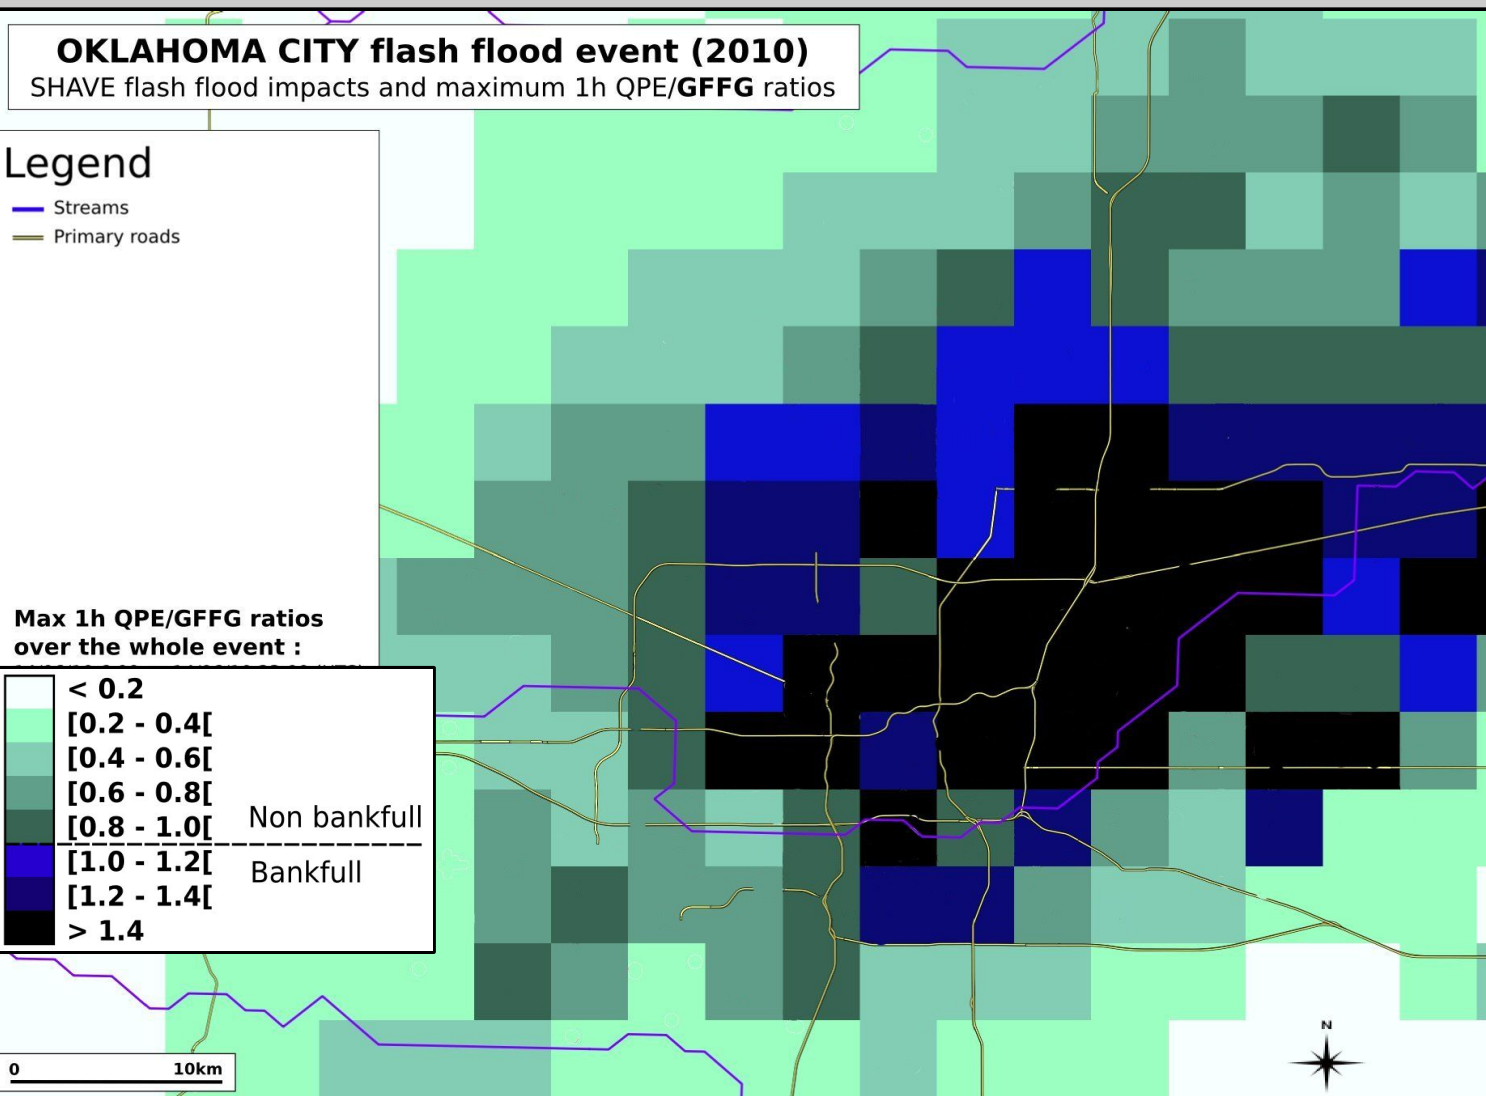 OKLAHOMA CITY flash flood event (2010)
SHAVE flash flood impacts and maximum 1h QPE/GFFG ratios
Legend
Streams
Primary roads
Max 1h QPE/GFFG ratios
over the whole event :
< 0.2
[0.2 - 0.4[
[0.4 - 0.6[
[0.6 - 0.8[
[0.8 - 1.0[
Non bankfull
[1.0 - 1.2[
Bankfull
[1.2 - 1.4[
> 1.4
0 10km
N